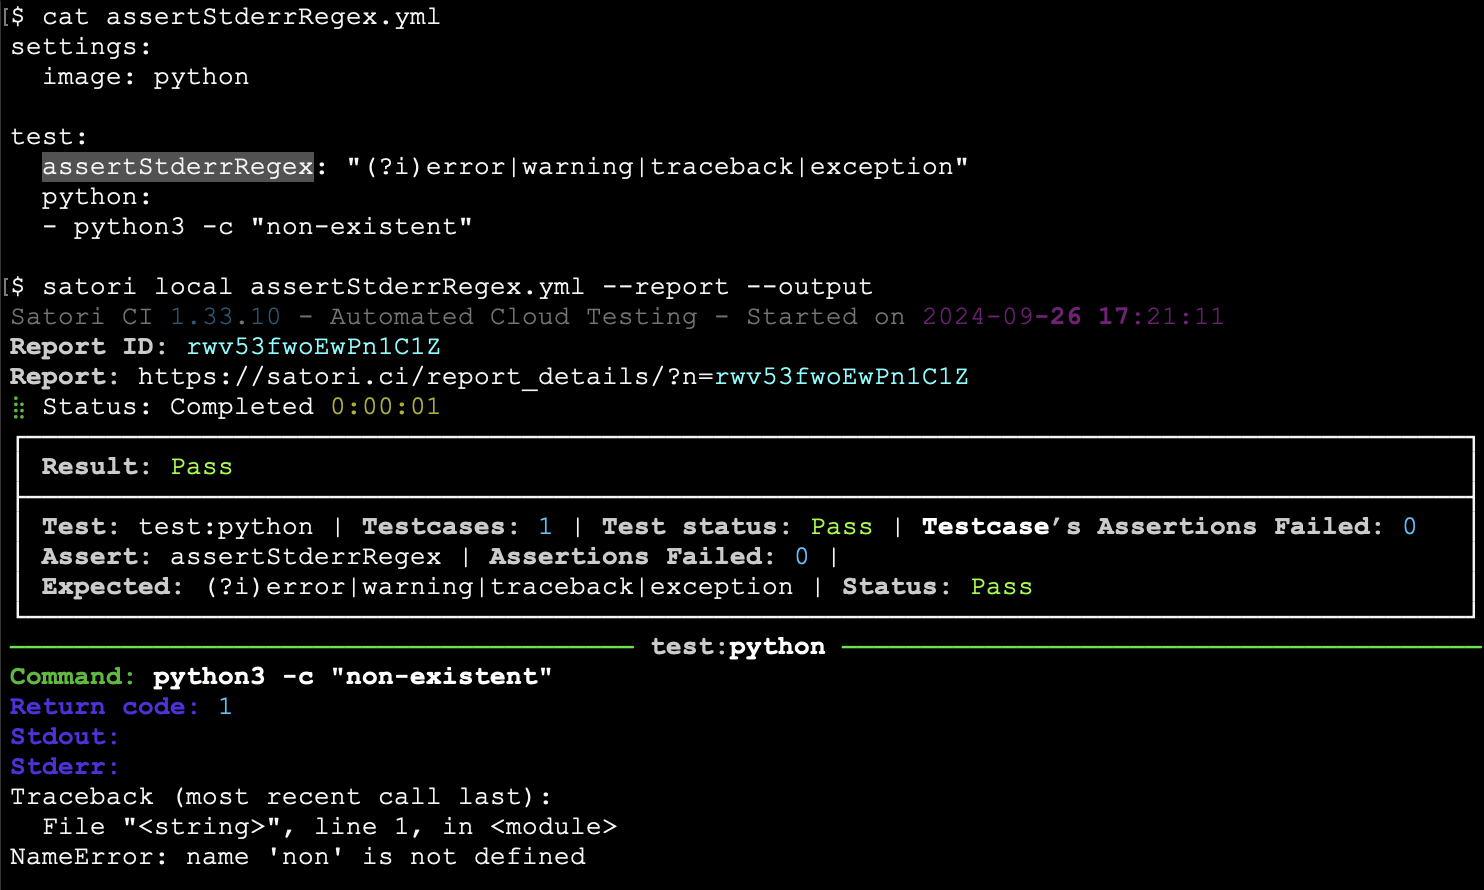 [$ cat assertStderrRegex.yml
settings:
  image: python

test:
  assertStderrRegex: "(?i)error|warning|traceback|exception"
  python:
  - python3 -c "non-existent"

[$ satori local assertStderrRegex.yml --report --output
Satori CI 1.33.10 - Automated Cloud Testing - Started on 2024-09-26 17:21:11
Report ID: rwv53fwoEwPn1C1Z
Report: https://satori.ci/report_details/?n=rwv53fwoEwPn1C1Z
⣾ Status: Completed 0:00:01
Result: Pass
Test: test:python | Testcases: 1 | Test status: Pass | Testcase’s Assertions Failed: 0
Assert: assertStderrRegex | Assertions Failed: 0 |
Expected: (?i)error|warning|traceback|exception | Status: Pass
test:python
Command: python3 -c "non-existent"
Return code: 1
Stdout:
Stderr:
Traceback (most recent call last):
  File "<string>", line 1, in <module>
NameError: name 'non' is not defined